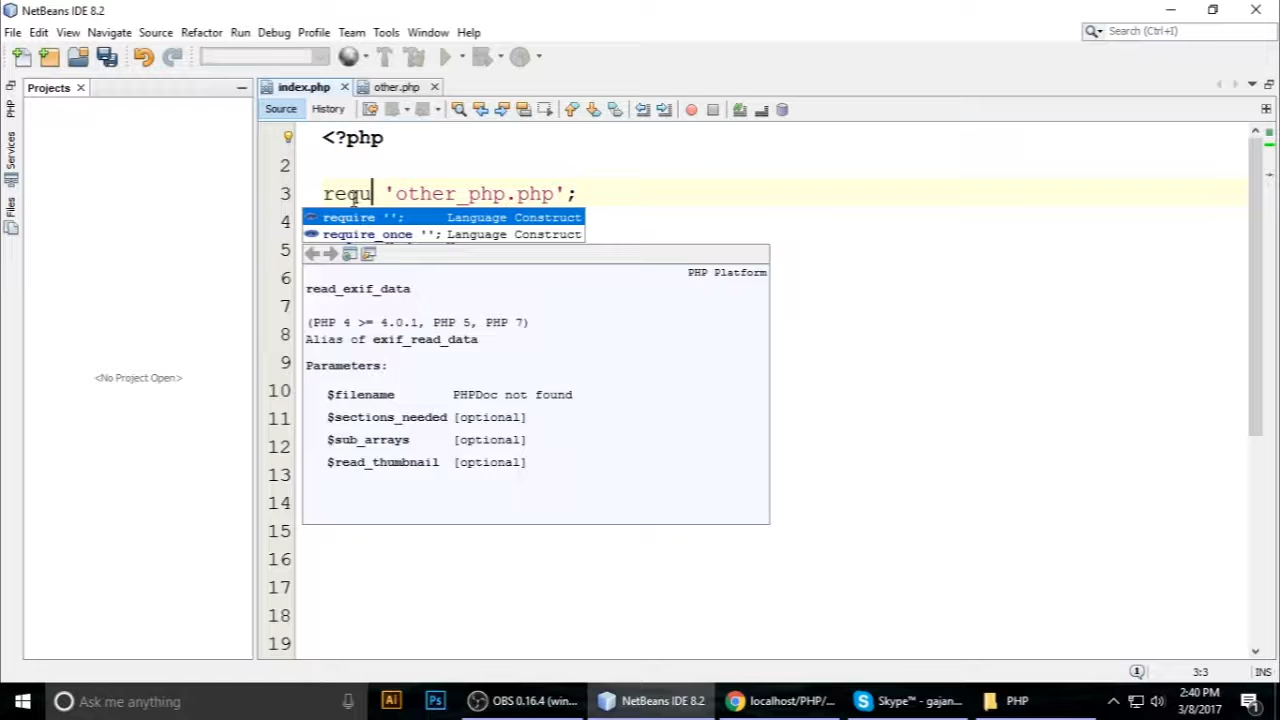 NetBeans IDE 8.2
File Edit View Navigate Source Refactor Run Debug Profile Team Tools Window Help
Search (Ctrl+I)
Projects
index.php
other.php
Source
History
PHP
Services
Files
<No Project Open>
<?php
2
3 requ 'other_php.php';
4
5
6
7
8
9
10
11
12
13
14
15
16
17
18
19
require ''; Language Construct
require_once ''; Language Construct
PHP Platform
read_exif_data
(PHP 4 >= 4.0.1, PHP 5, PHP 7)
Alias of exif_read_data
Parameters:
$filename PHPDoc not found
$sections_needed [optional]
$sub_arrays [optional]
$read_thumbnail [optional]
3:3
INS
Ask me anything
Ai
Ps
OBS 0.16.4 (win...
NetBeans IDE 8.2
localhost/PHP/...
Skype™ - gajan...
PHP
2:40 PM
3/8/2017
1